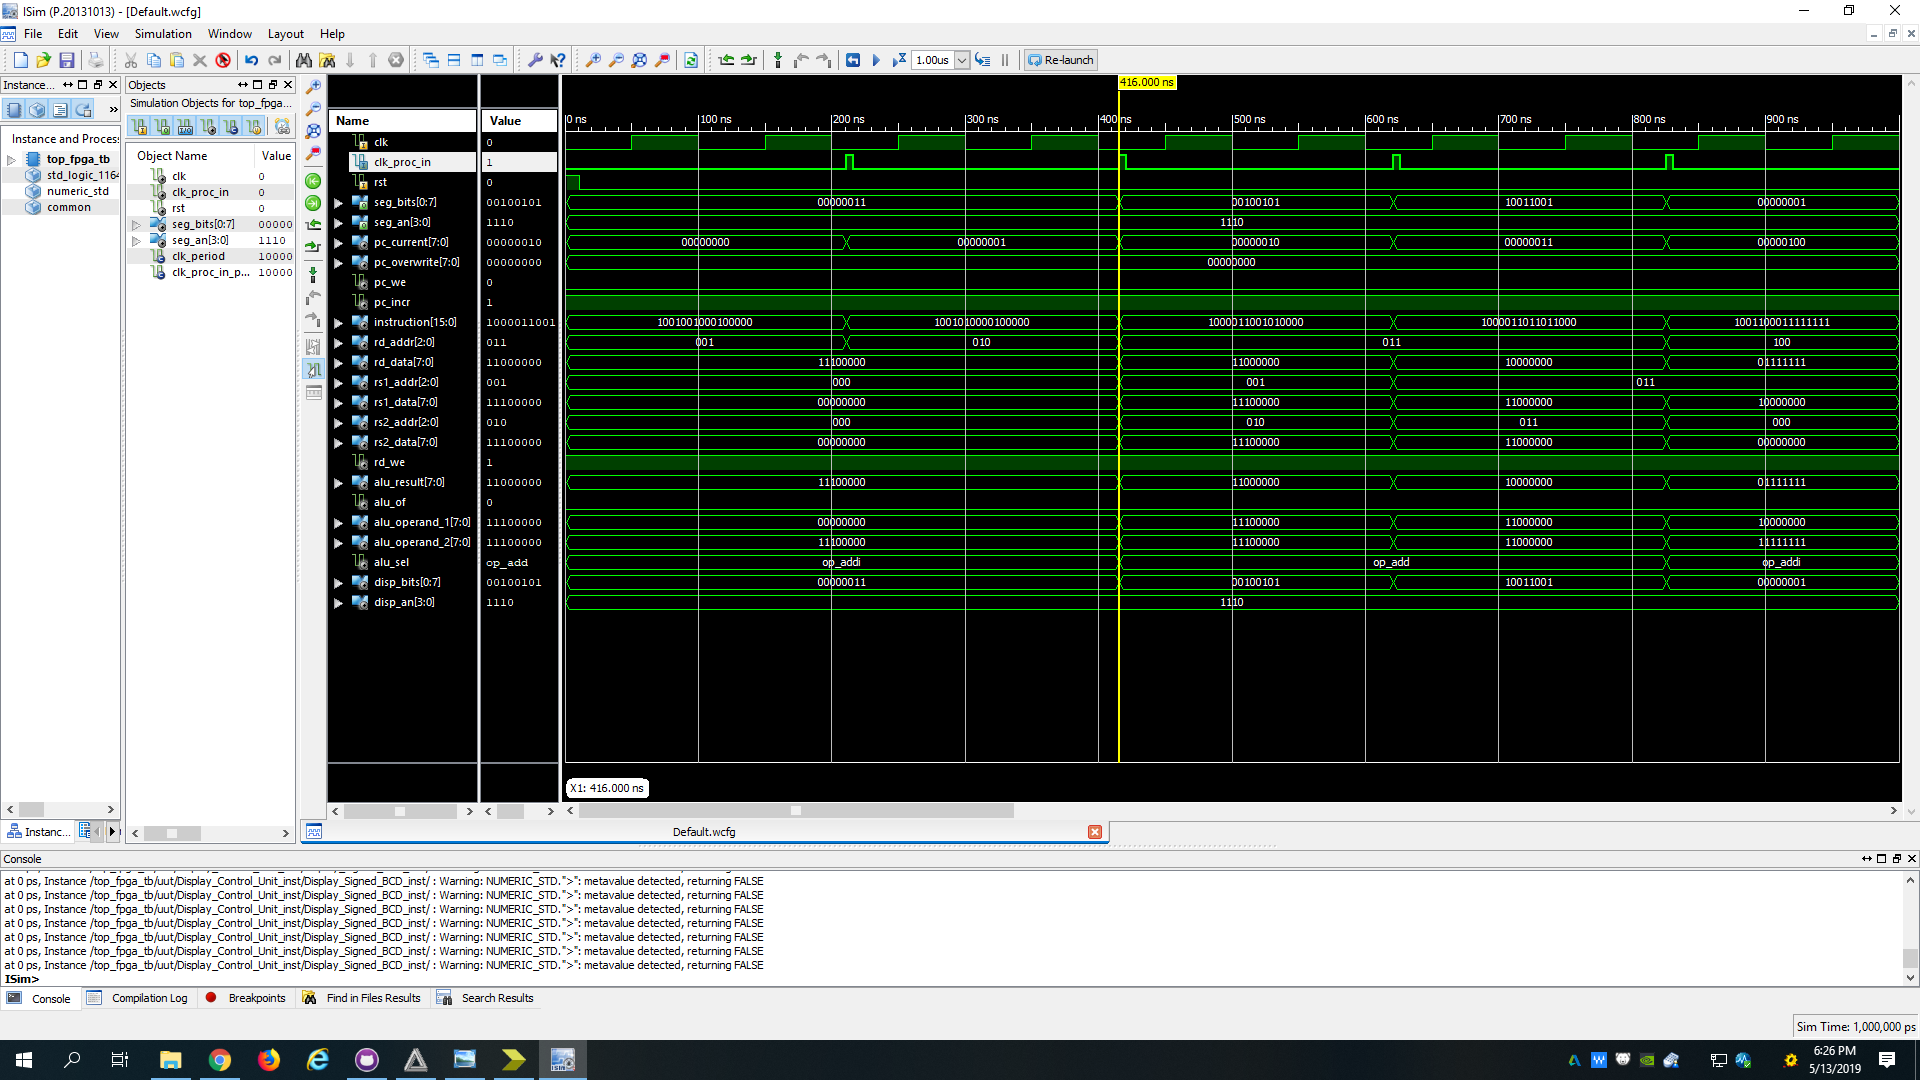 ISim (P.20131013) - [Default.wcfg]
File Edit View Simulation Window Layout Help
1.00us Re-launch
Instance...
Instance and Proces
top_fpga_tb
std_logic_1164
numeric_std
common
Instanc...
Objects
Simulation Objects for top_fpga...
Object Name Value
clk 0
clk_proc_in 0
rst 0
seg_bits[0:7] 00000
seg_an[3:0] 1110
clk_period 10000
clk_proc_in_p... 10000
416.000 ns
Name Value 0 ns 100 ns 200 ns 300 ns 400 ns 500 ns 600 ns 700 ns 800 ns 900 ns
clk 0
clk_proc_in 1
rst 0
seg_bits[0:7] 00100101 00000011 00100101 10011001 00000001
seg_an[3:0] 1110 1110
pc_current[7:0] 00000010 00000000 00000001 00000010 00000011 00000100
pc_overwrite[7:0] 00000000 00000000
pc_we 0
pc_incr 1
instruction[15:0] 1000011001 1001001000100000 1001010000100000 1000011001010000 1000011011011000 1001100011111111
rd_addr[2:0] 011 001 010 011 100
rd_data[7:0] 11000000 11100000 11000000 10000000 01111111
rs1_addr[2:0] 001 000 001 011
rs1_data[7:0] 11100000 00000000 11100000 11000000 10000000
rs2_addr[2:0] 010 000 010 011 000
rs2_data[7:0] 11100000 00000000 11100000 11000000 00000000
rd_we 1
alu_result[7:0] 11000000 11100000 11000000 10000000 01111111
alu_of 0
alu_operand_1[7:0] 11100000 00000000 11100000 11000000 10000000
alu_operand_2[7:0] 11100000 11100000 11100000 11000000 11111111
alu_sel op_add op_addi op_add op_addi
disp_bits[0:7] 00100101 00000011 00100101 10011001 00000001
disp_an[3:0] 1110 1110
X1: 416.000 ns
Default.wcfg
Console
at 0 ps, Instance /top_fpga_tb/uut/Display_Control_Unit_inst/Display_Signed_BCD_inst/ : Warning: NUMERIC_STD.">": metavalue detected, returning FALSE
at 0 ps, Instance /top_fpga_tb/uut/Display_Control_Unit_inst/Display_Signed_BCD_inst/ : Warning: NUMERIC_STD.">": metavalue detected, returning FALSE
at 0 ps, Instance /top_fpga_tb/uut/Display_Control_Unit_inst/Display_Signed_BCD_inst/ : Warning: NUMERIC_STD.">": metavalue detected, returning FALSE
at 0 ps, Instance /top_fpga_tb/uut/Display_Control_Unit_inst/Display_Signed_BCD_inst/ : Warning: NUMERIC_STD.">": metavalue detected, returning FALSE
at 0 ps, Instance /top_fpga_tb/uut/Display_Control_Unit_inst/Display_Signed_BCD_inst/ : Warning: NUMERIC_STD.">": metavalue detected, returning FALSE
at 0 ps, Instance /top_fpga_tb/uut/Display_Control_Unit_inst/Display_Signed_BCD_inst/ : Warning: NUMERIC_STD.">": metavalue detected, returning FALSE
at 0 ps, Instance /top_fpga_tb/uut/Display_Control_Unit_inst/Display_Signed_BCD_inst/ : Warning: NUMERIC_STD.">": metavalue detected, returning FALSE
ISim>
Console Compilation Log Breakpoints Find in Files Results Search Results
Sim Time: 1,000,000 ps
6:26 PM
5/13/2019